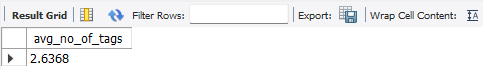 Result Grid Filter Rows: Export: Wrap Cell Content:
avg_no_of_tags
2.6368